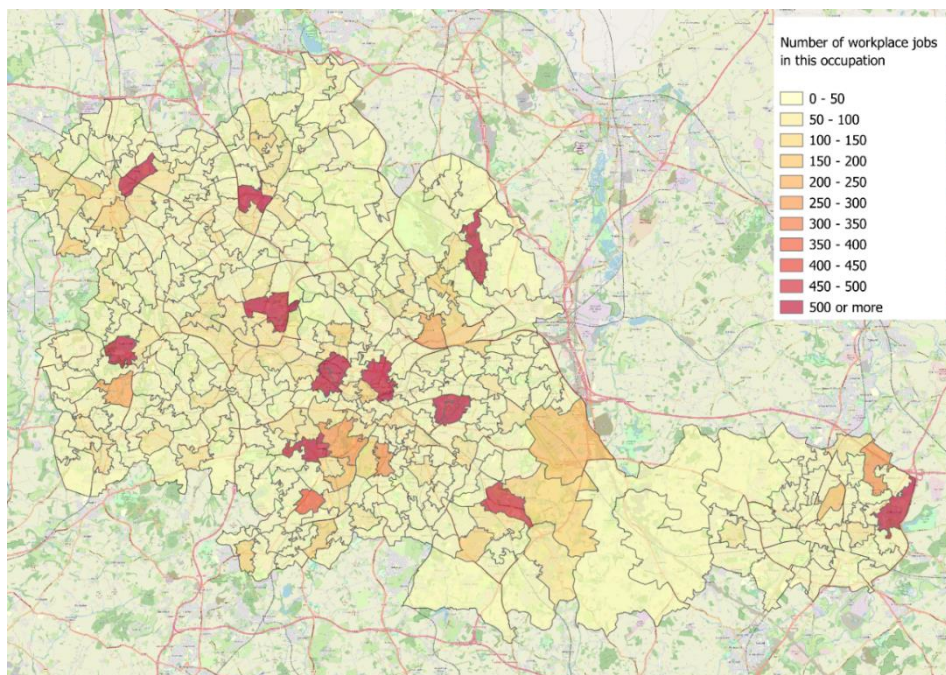 Number of workplace jobs
in this occupation
0 - 50
50 - 100
100 - 150
150 - 200
200 - 250
250 - 300
300 - 350
350 - 400
400 - 450
450 - 500
500 or more